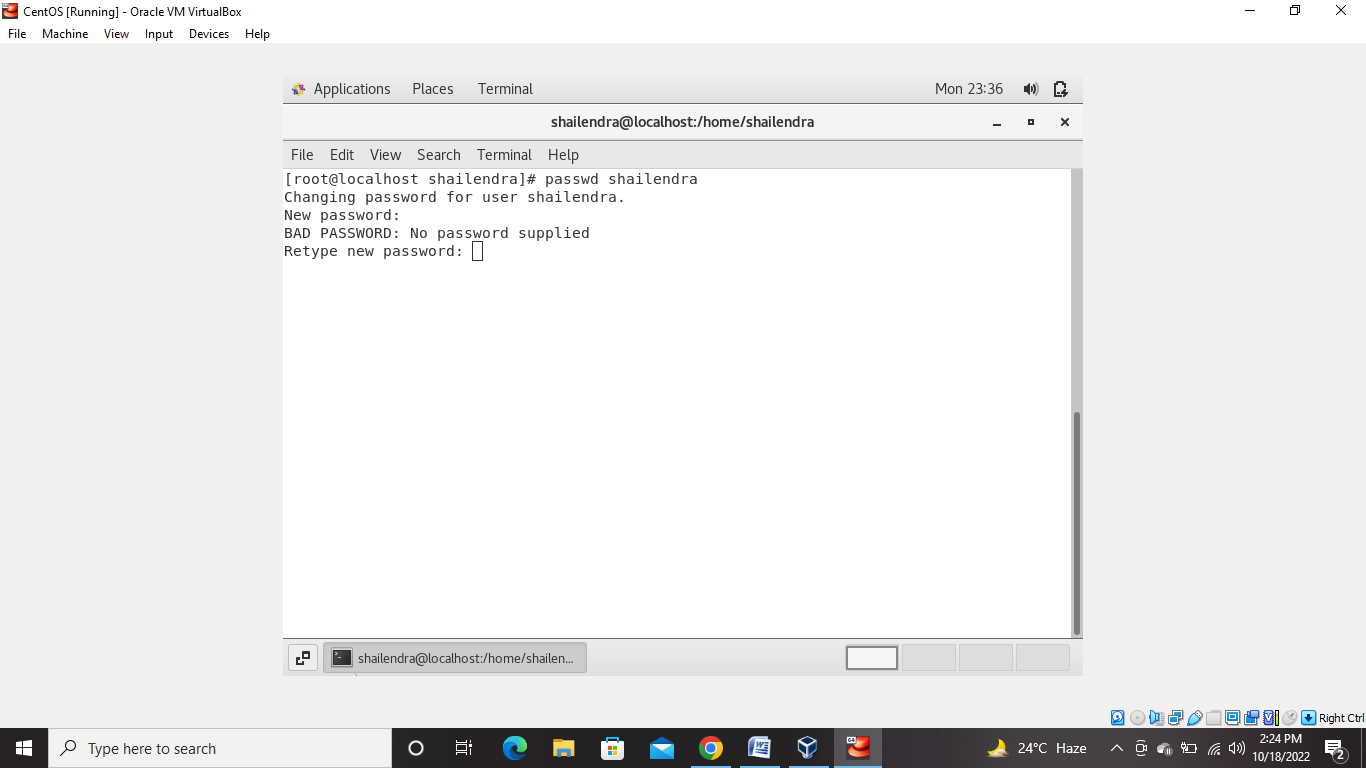 CentOS [Running] - Oracle VM VirtualBox
File Machine View Input Devices Help
Applications Places Terminal Mon 23:36
shailendra@localhost:/home/shailendra
File Edit View Search Terminal Help
[root@localhost shailendra]# passwd shailendra
Changing password for user shailendra.
New password:
BAD PASSWORD: No password supplied
Retype new password:
shailendra@localhost:/home/shailen...
Right Ctrl
Type here to search
24°C Haze
2:24 PM
10/18/2022
2